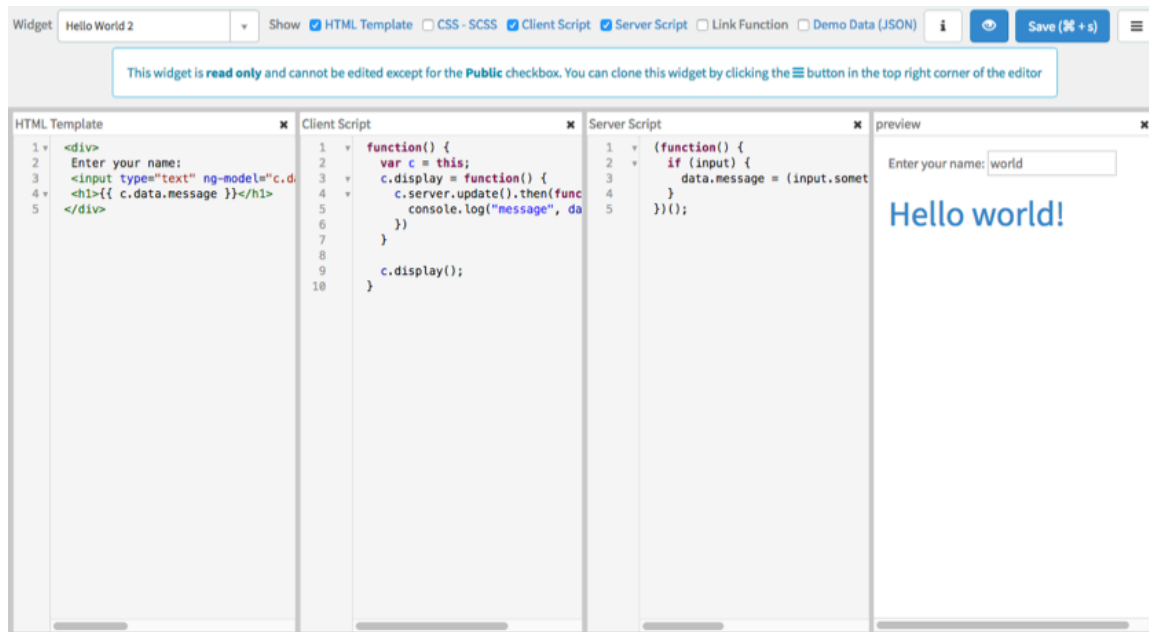 Widget Hello World 2 Show HTML Template CSS - SCSS Client Script Server Script Link Function Demo Data (JSON) i Save (⌘ + s)
This widget is read only and cannot be edited except for the Public checkbox. You can clone this widget by clicking the ☰ button in the top right corner of the editor
HTML Template
1 <div>
2 Enter your name:
3 <input type="text" ng-model="c.d
4 <h1>{{ c.data.message }}</h1>
5 </div>
Client Script
1 function() {
2 var c = this;
3 c.display = function() {
4 c.server.update().then(func
5 console.log("message", da
6 })
7 }
8
9 c.display();
10 }
Server Script
1 (function() {
2 if (input) {
3 data.message = (input.somet
4 }
5 })();
preview
Enter your name: world
Hello world!